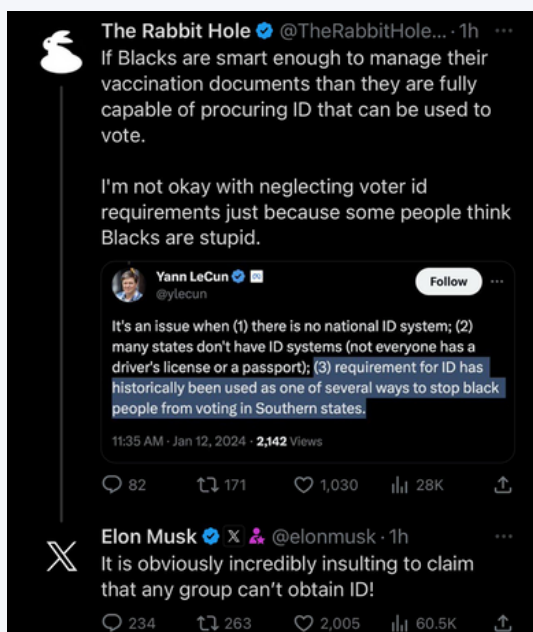 The Rabbit Hole @TheRabbitHole... · 1h ···
If Blacks are smart enough to manage their
vaccination documents than they are fully
capable of procuring ID that can be used to
vote.
I'm not okay with neglecting voter id
requirements just because some people think
Blacks are stupid.
Yann LeCun
@ylecun
Follow ···
It's an issue when (1) there is no national ID system; (2)
many states don't have ID systems (not everyone has a
driver's license or a passport); (3) requirement for ID has
historically been used as one of several ways to stop black
people from voting in Southern states.
11:35 AM · Jan 12, 2024 · 2,142 Views
82 171 1,030 28K
Elon Musk X @elonmusk · 1h ···
It is obviously incredibly insulting to claim
that any group can’t obtain ID!
234 263 2,005 60.5K